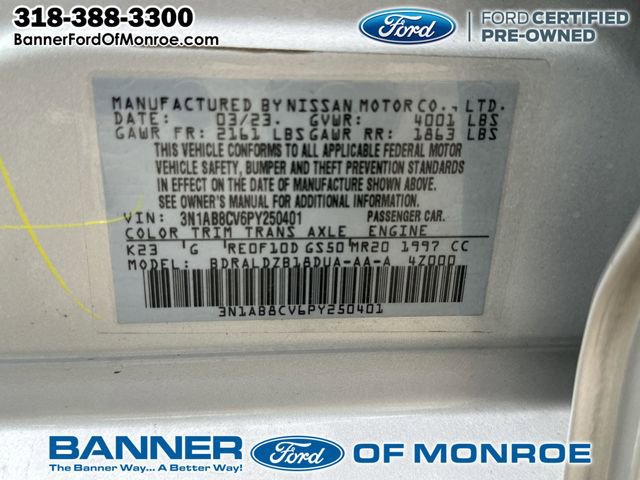 318-388-3300
BannerFordOfMonroe.com
Ford
FORD CERTIFIED
PRE-OWNED
MANUFACTURED BY NISSAN MOTOR CO., LTD.
DATE: 03/23. GVWR: 4001 LBS
GAWR FR: 2161 LBS GAWR RR: 1863 LBS
THIS VEHICLE CONFORMS TO ALL APPLICABLE FEDERAL MOTOR
VEHICLE SAFETY, BUMPER AND THEFT PREVENTION STANDARDS
IN EFFECT ON THE DATE OF MANUFACTURE SHOWN ABOVE.
SEE OWNER'S MANUAL FOR ADDITIONAL INFORMATION.
VIN: 3N1AB8CV6PY250401 PASSENGER CAR.
COLOR TRIM TRANS AXLE ENGINE
K23 G RE0F10D GS50 MR20 1997 CC
MODEL: BDRALDZB18DUA-AA-A 4Z000
3N1AB8CV6PY250401
BANNER Ford OF MONROE
The Banner Way... A Better Way!